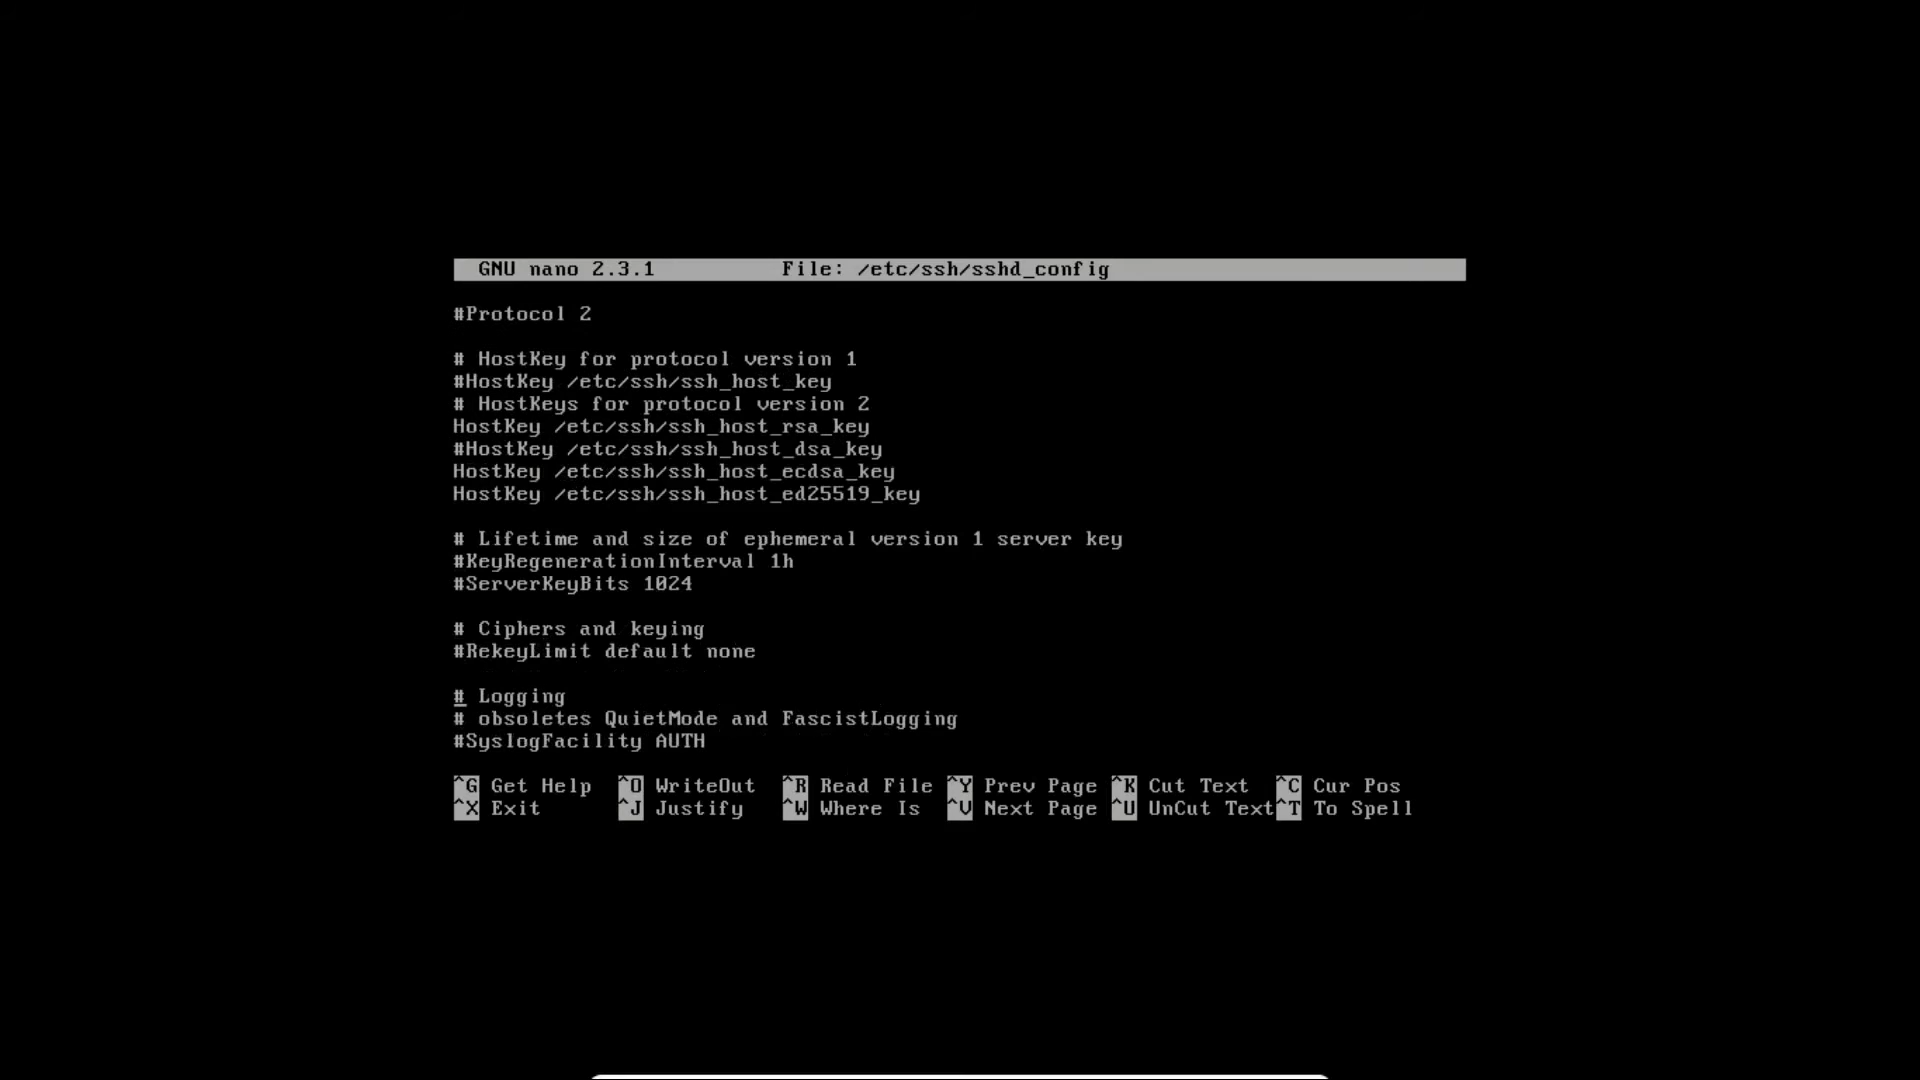 GNU nano 2.3.1 File: /etc/ssh/sshd_config
#Protocol 2
# HostKey for protocol version 1
#HostKey /etc/ssh/ssh_host_key
# HostKeys for protocol version 2
HostKey /etc/ssh/ssh_host_rsa_key
#HostKey /etc/ssh/ssh_host_dsa_key
HostKey /etc/ssh/ssh_host_ecdsa_key
HostKey /etc/ssh/ssh_host_ed25519_key
# Lifetime and size of ephemeral version 1 server key
#KeyRegenerationInterval 1h
#ServerKeyBits 1024
# Ciphers and keying
#RekeyLimit default none
# Logging
# obsoletes QuietMode and FascistLogging
#SyslogFacility AUTH
^G Get Help ^O WriteOut ^R Read File ^Y Prev Page ^K Cut Text ^C Cur Pos
^X Exit ^J Justify ^W Where Is ^V Next Page ^U UnCut Text ^T To Spell